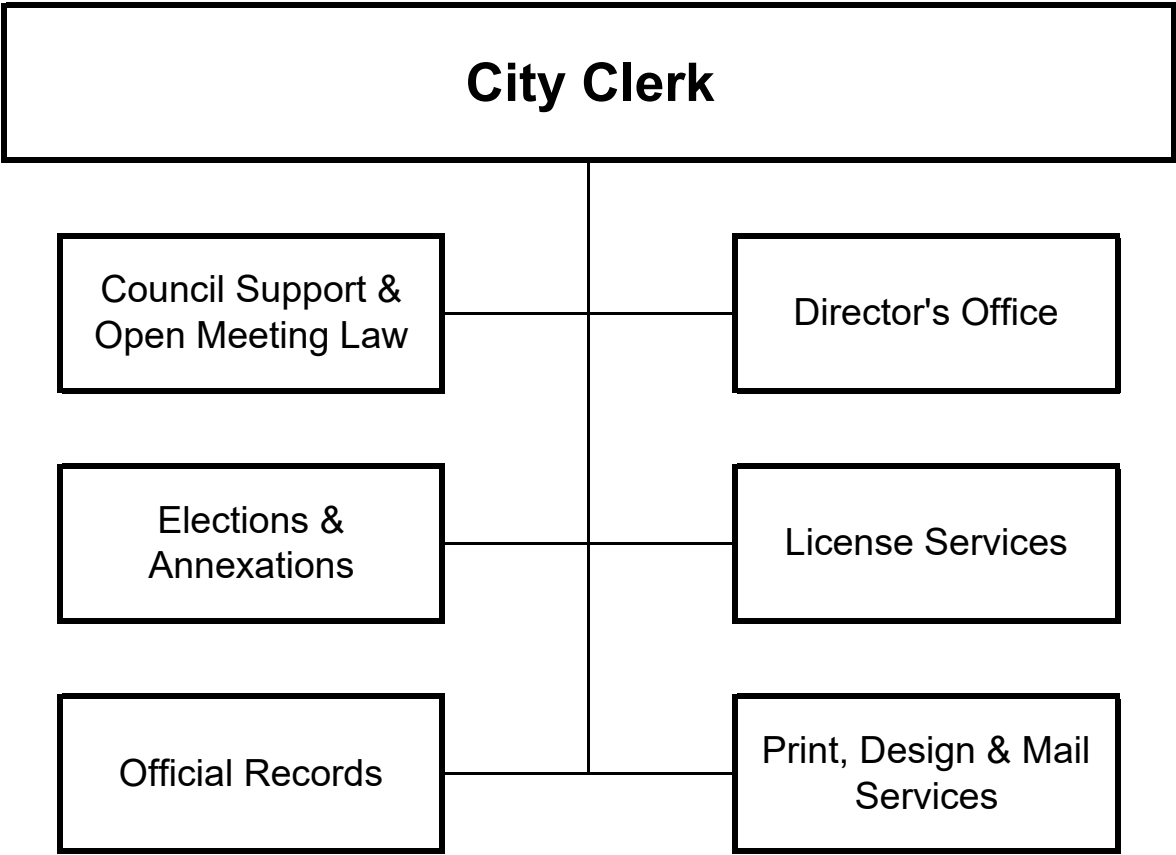 City Clerk
Council Support &
Open Meeting Law
Director's Office
Elections &
Annexations
License Services
Official Records
Print, Design & Mail
Services